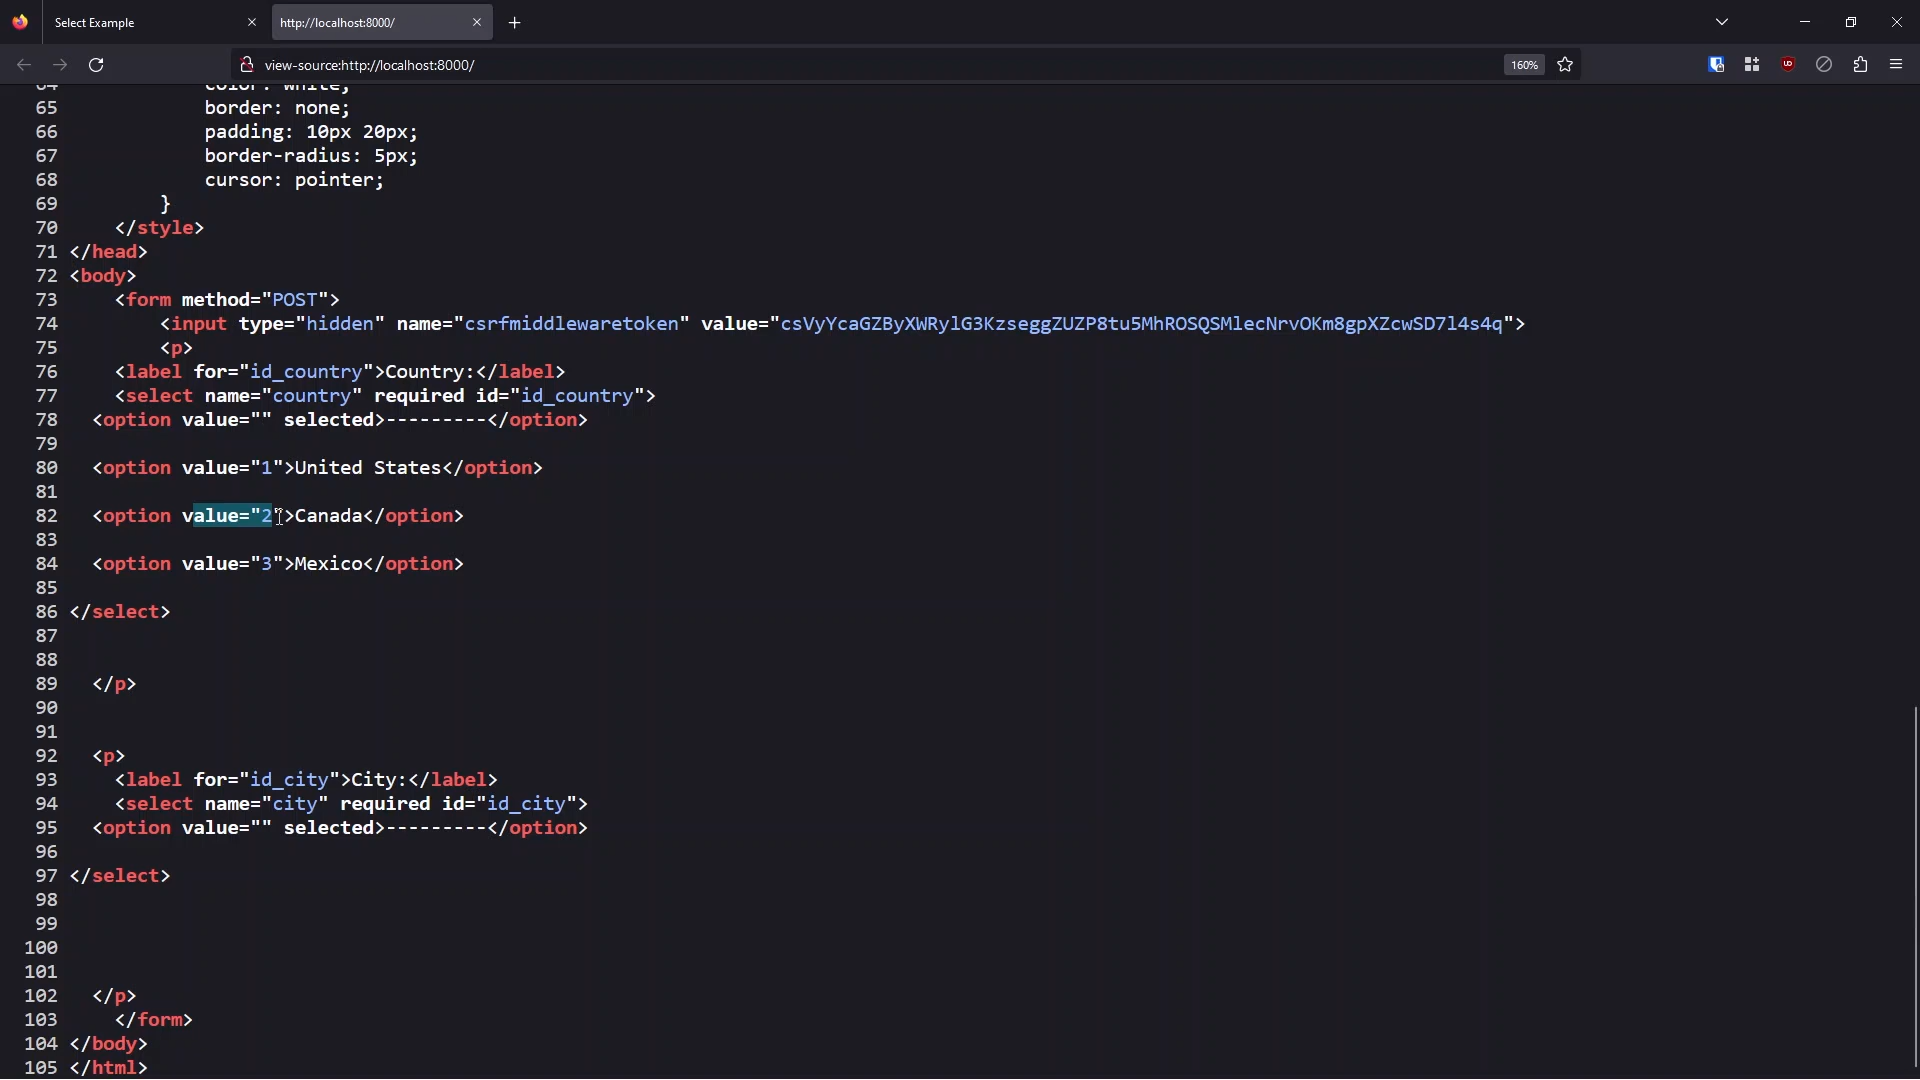 Select Example
http://localhost:8000/
view-source:http://localhost:8000/
160%
64 color: white;
65 border: none;
66 padding: 10px 20px;
67 border-radius: 5px;
68 cursor: pointer;
69 }
70 </style>
71 </head>
72 <body>
73 <form method="POST">
74 <input type="hidden" name="csrfmiddlewaretoken" value="csVyYcaGZByXWRylG3KzseggZUZP8tu5MhROSQSMlecNrvOKm8gpXZcwSD7l4s4q">
75 <p>
76 <label for="id_country">Country:</label>
77 <select name="country" required id="id_country">
78 <option value="" selected>---------</option>
79
80 <option value="1">United States</option>
81
82 <option value="2">Canada</option>
83
84 <option value="3">Mexico</option>
85
86 </select>
87
88
89 </p>
90
91
92 <p>
93 <label for="id_city">City:</label>
94 <select name="city" required id="id_city">
95 <option value="" selected>---------</option>
96
97 </select>
98
99
100
101
102 </p>
103 </form>
104 </body>
105 </html>